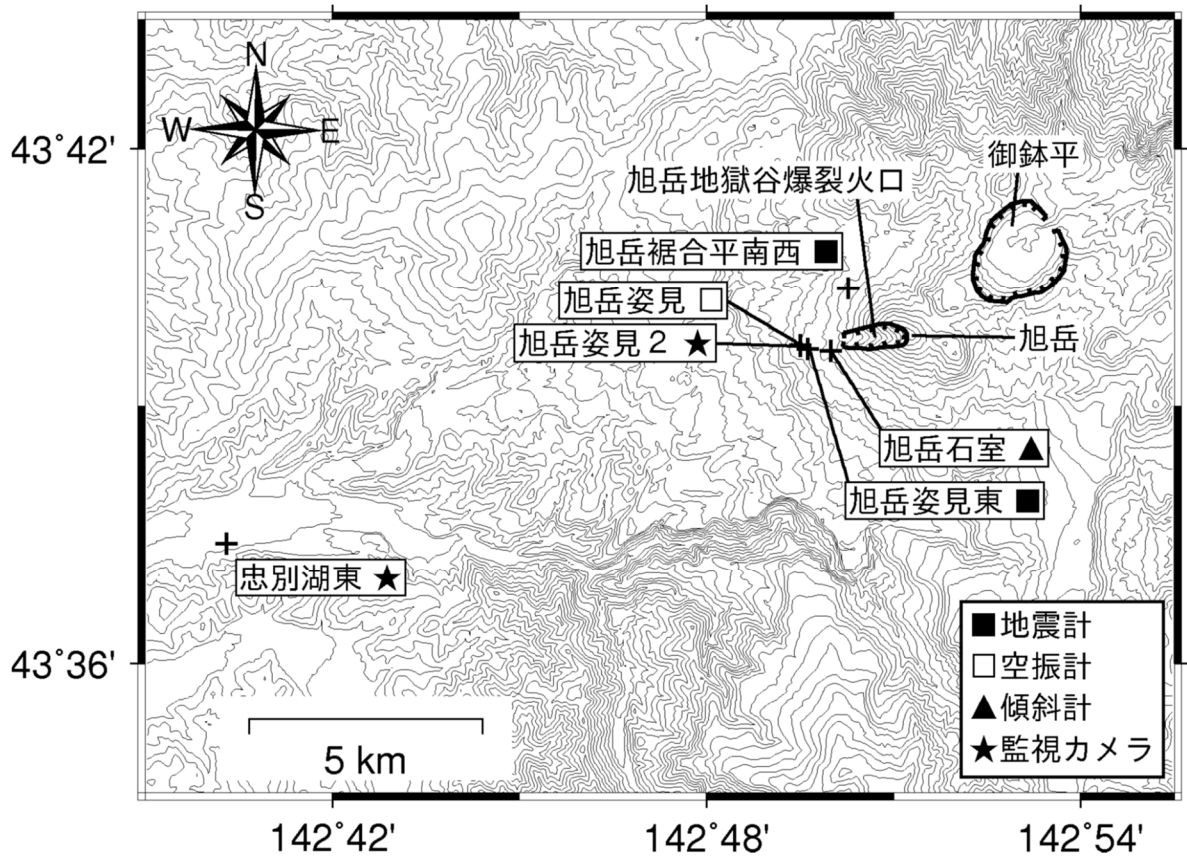 N
W
E
S
43°42'
御鉢平
旭岳地獄谷爆裂火口
旭岳裾合平南西 ■
旭岳姿見 □
旭岳姿見２ ★
旭岳
旭岳石室 ▲
旭岳姿見東 ■
忠別湖東 ★
43°36'
■地震計
□空振計
▲傾斜計
★監視カメラ
5 km
142°42'
142°48'
142°54'